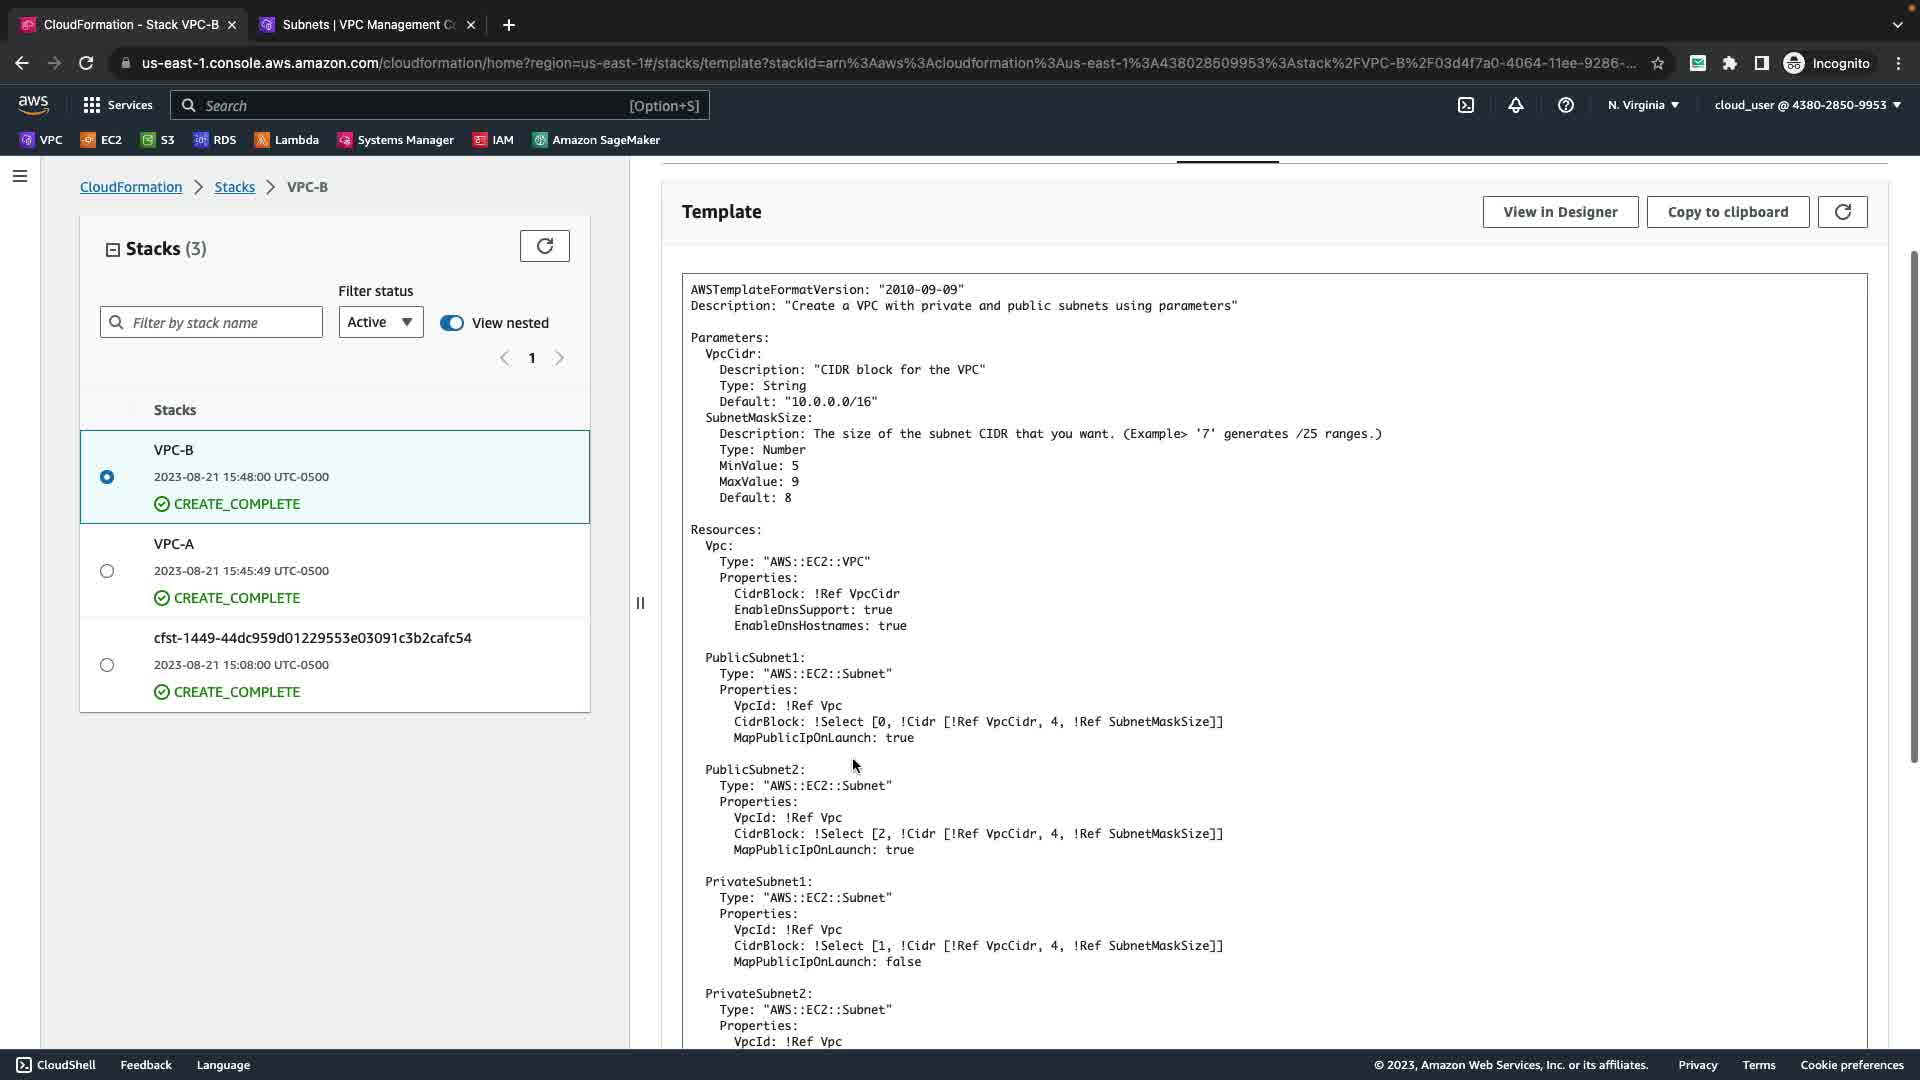 CloudFormation - Stack VPC-B
Subnets | VPC Management C
us-east-1.console.aws.amazon.com/cloudformation/home?region=us-east-1#/stacks/template?stackId=arn%3Aaws%3Acloudformation%3Aus-east-1%3A438028509953%3Astack%2FVPC-B%2F03d4f7a0-4064-11ee-9286-...
Incognito
aws
Services
Search
[Option+S]
N. Virginia
cloud_user @ 4380-2850-9953
VPC
EC2
S3
RDS
Lambda
Systems Manager
IAM
Amazon SageMaker
CloudFormation > Stacks > VPC-B
Stacks (3)
Filter status
Filter by stack name
Active
View nested
1
Stacks
VPC-B
2023-08-21 15:48:00 UTC-0500
CREATE_COMPLETE
VPC-A
2023-08-21 15:45:49 UTC-0500
CREATE_COMPLETE
cfst-1449-44dc959d01229553e03091c3b2cafc54
2023-08-21 15:08:00 UTC-0500
CREATE_COMPLETE
Template
View in Designer
Copy to clipboard
AWSTemplateFormatVersion: "2010-09-09"
Description: "Create a VPC with private and public subnets using parameters"
Parameters:
VpcCidr:
Description: "CIDR block for the VPC"
Type: String
Default: "10.0.0.0/16"
SubnetMaskSize:
Description: The size of the subnet CIDR that you want. (Example> '7' generates /25 ranges.)
Type: Number
MinValue: 5
MaxValue: 9
Default: 8
Resources:
Vpc:
Type: "AWS::EC2::VPC"
Properties:
CidrBlock: !Ref VpcCidr
EnableDnsSupport: true
EnableDnsHostnames: true
PublicSubnet1:
Type: "AWS::EC2::Subnet"
Properties:
VpcId: !Ref Vpc
CidrBlock: !Select [0, !Cidr [!Ref VpcCidr, 4, !Ref SubnetMaskSize]]
MapPublicIpOnLaunch: true
PublicSubnet2:
Type: "AWS::EC2::Subnet"
Properties:
VpcId: !Ref Vpc
CidrBlock: !Select [2, !Cidr [!Ref VpcCidr, 4, !Ref SubnetMaskSize]]
MapPublicIpOnLaunch: true
PrivateSubnet1:
Type: "AWS::EC2::Subnet"
Properties:
VpcId: !Ref Vpc
CidrBlock: !Select [1, !Cidr [!Ref VpcCidr, 4, !Ref SubnetMaskSize]]
MapPublicIpOnLaunch: false
PrivateSubnet2:
Type: "AWS::EC2::Subnet"
Properties:
VpcId: !Ref Vpc
CloudShell
Feedback
Language
© 2023, Amazon Web Services, Inc. or its affiliates.
Privacy
Terms
Cookie preferences